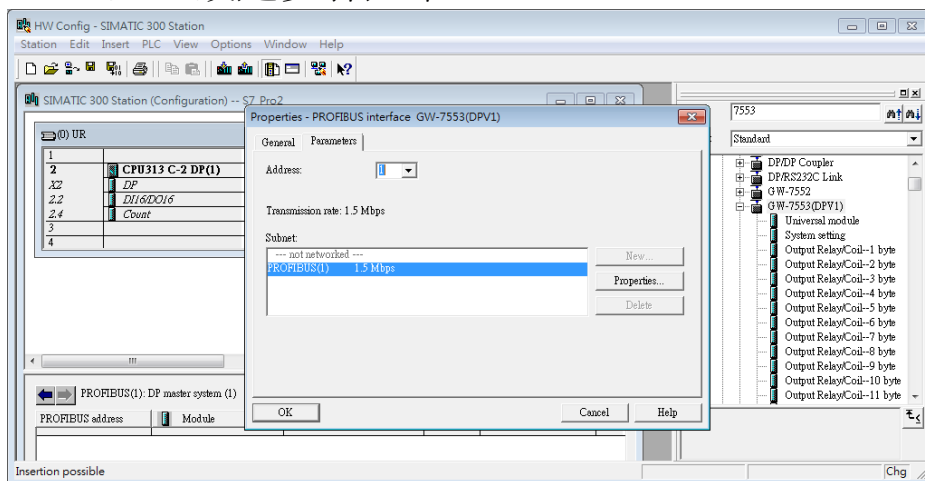 HW Config - SIMATIC 300 Station
Station Edit Insert PLC View Options Window Help
SIMATIC 300 Station (Configuration) -- S7_Pro2
(0) UR
1
2 CPU313 C-2 DP(1)
X2 DP
2.2 DI16/DO16
2.4 Count
3
4
PROFIBUS(1): DP master system (1)
PROFIBUS address Module
Properties - PROFIBUS interface GW-7553(DPV1)
General Parameters
Address: 1
Transmission rate: 1.5 Mbps
Subnet:
--- not networked ---
PROFIBUS(1) 1.5 Mbps
New...
Properties...
Delete
OK Cancel Help
7553
Standard
DP/DP Coupler
DP/RS232C Link
GW-7552
GW-7553(DPV1)
Universal module
System setting
Output Relay/Coil--1 byte
Output Relay/Coil--2 byte
Output Relay/Coil--3 byte
Output Relay/Coil--4 byte
Output Relay/Coil--5 byte
Output Relay/Coil--6 byte
Output Relay/Coil--7 byte
Output Relay/Coil--8 byte
Output Relay/Coil--9 byte
Output Relay/Coil--10 byte
Output Relay/Coil--11 byte
Insertion possible
Chg